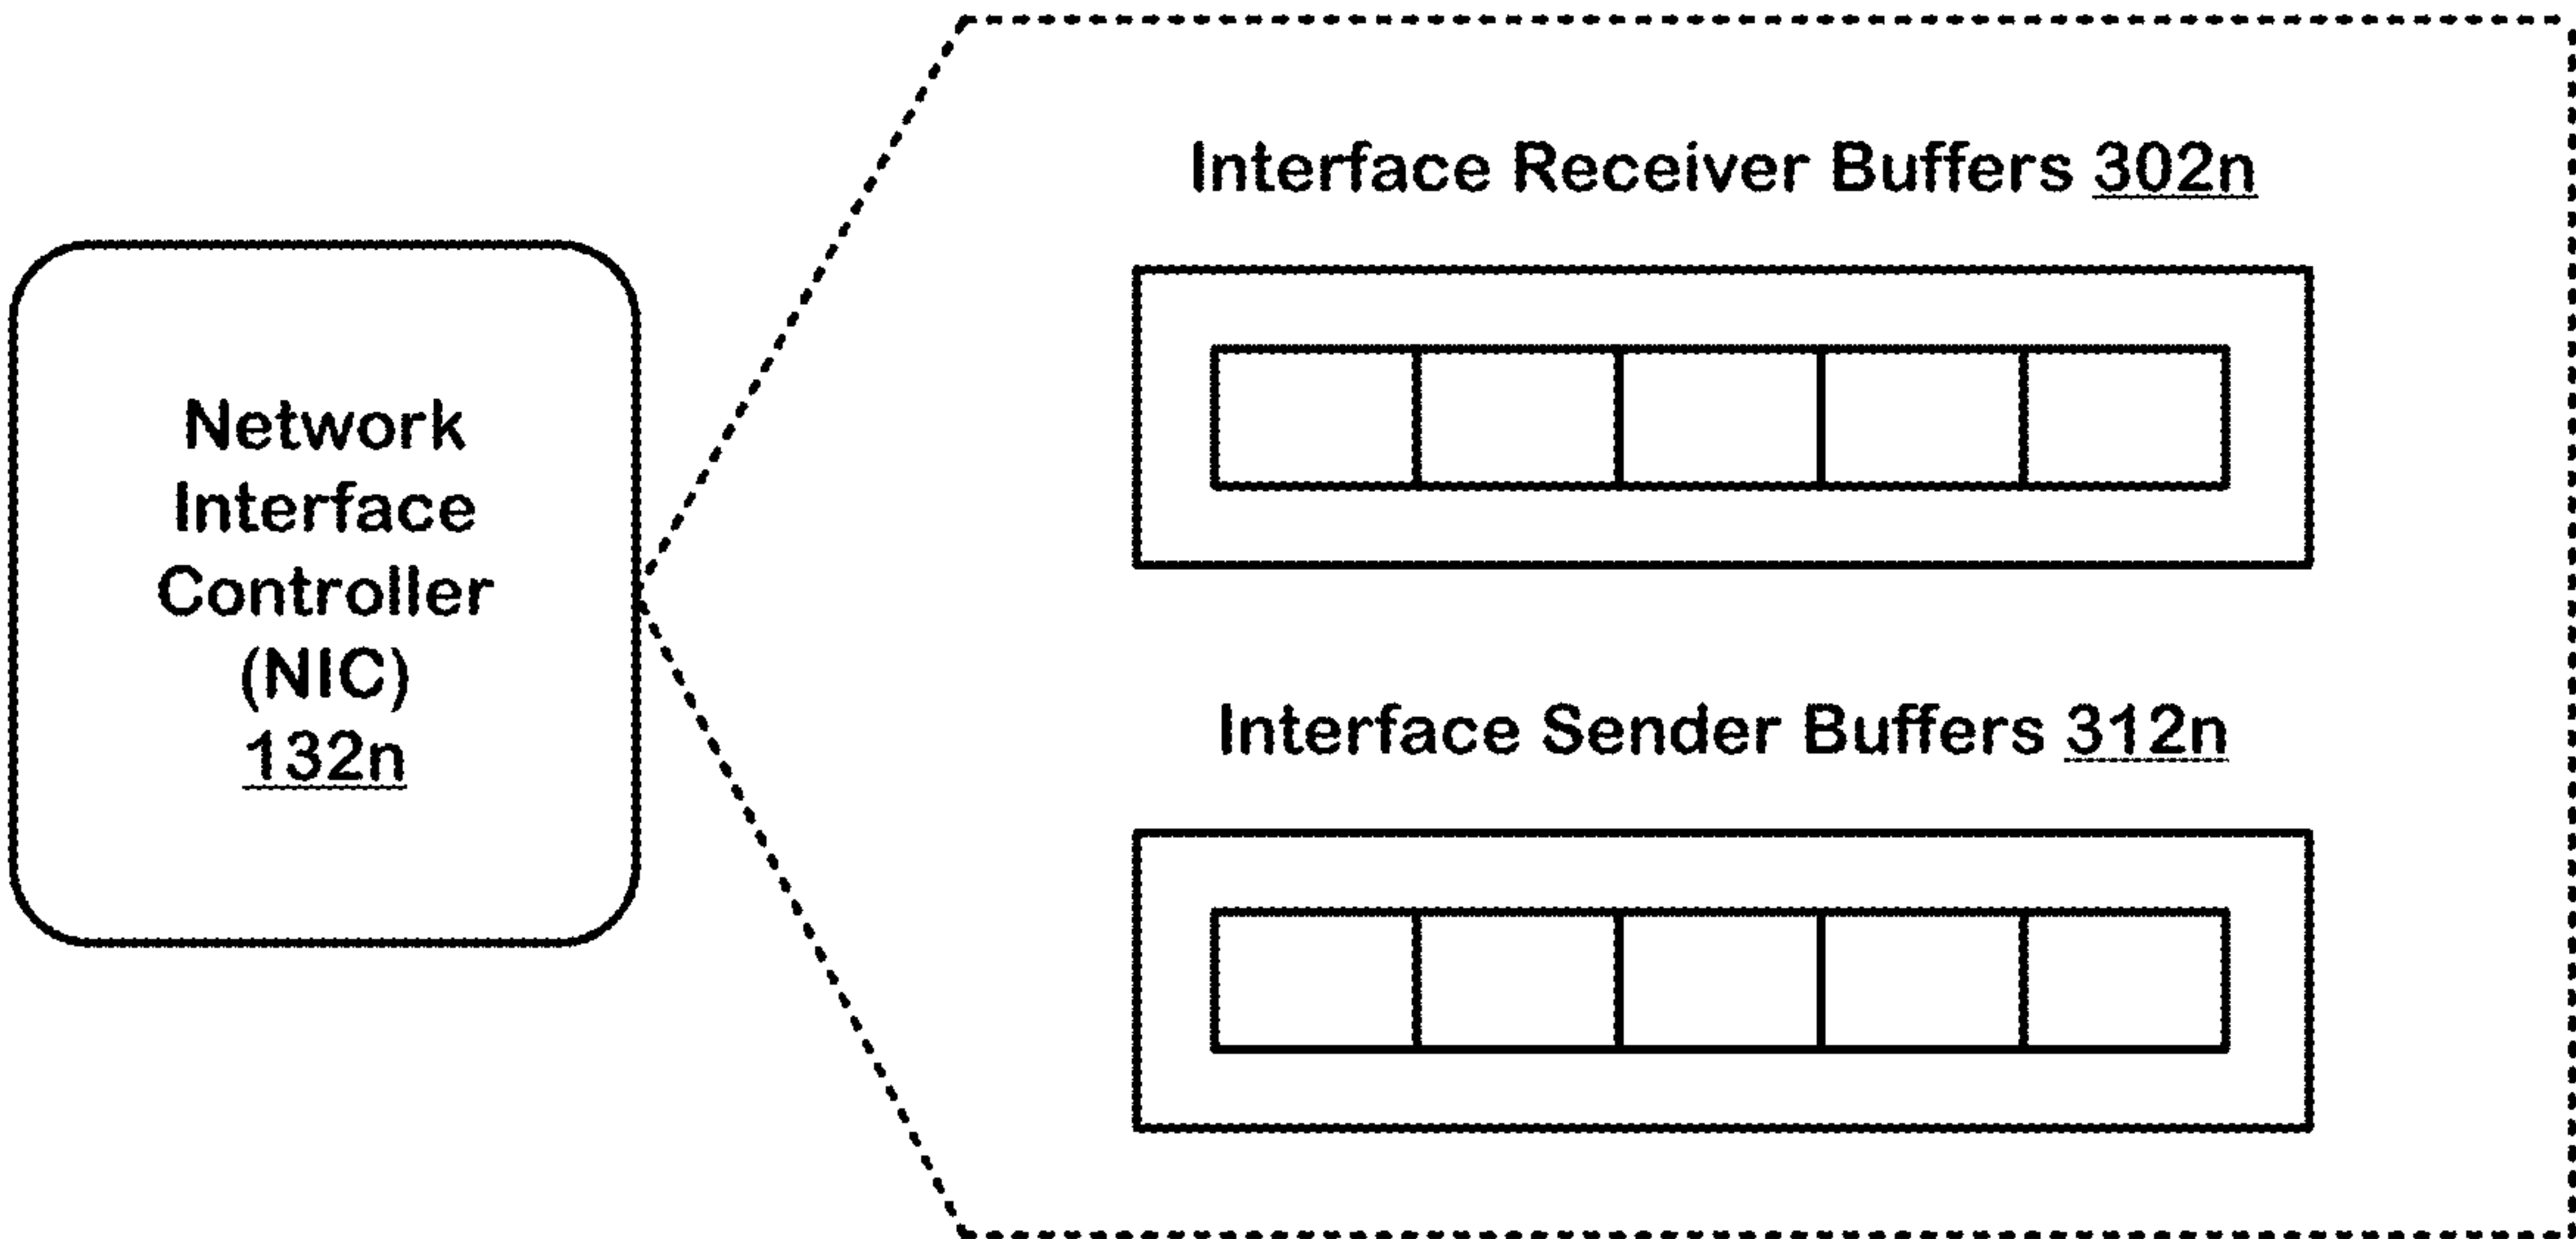 Network
Interface
Controller
(NIC)
132n
Interface Receiver Buffers 302n
Interface Sender Buffers 312n